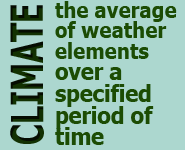 CLIMATE
the average
of weather
elements
over a
specified
period of
time